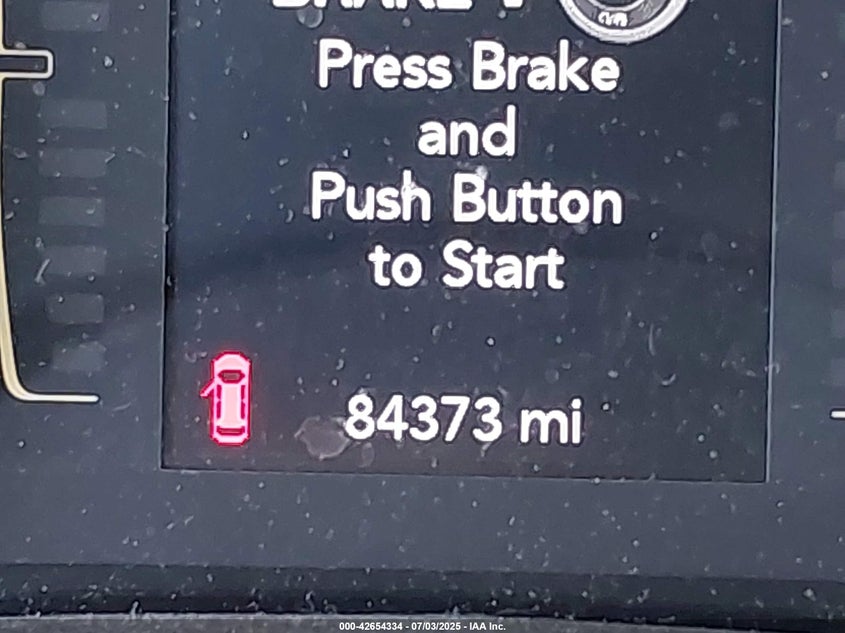 Press Brake
and
Push Button
to Start
84373 mi
000-42654334 - 07/03/2025 - IAA Inc.